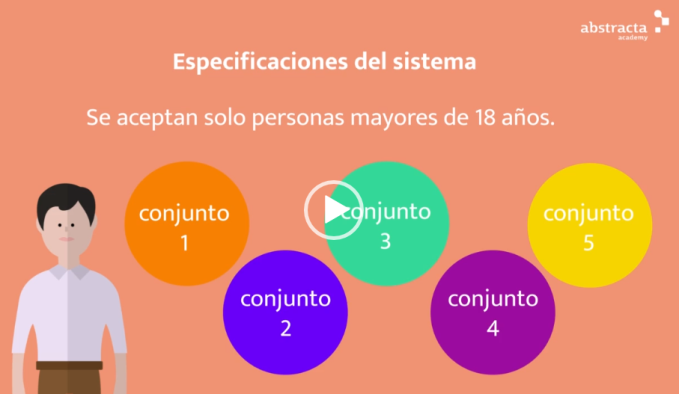 abstracta
academy
Especificaciones del sistema
Se aceptan solo personas mayores de 18 años.
conjunto
1
conjunto
2
conjunto
3
conjunto
4
conjunto
5